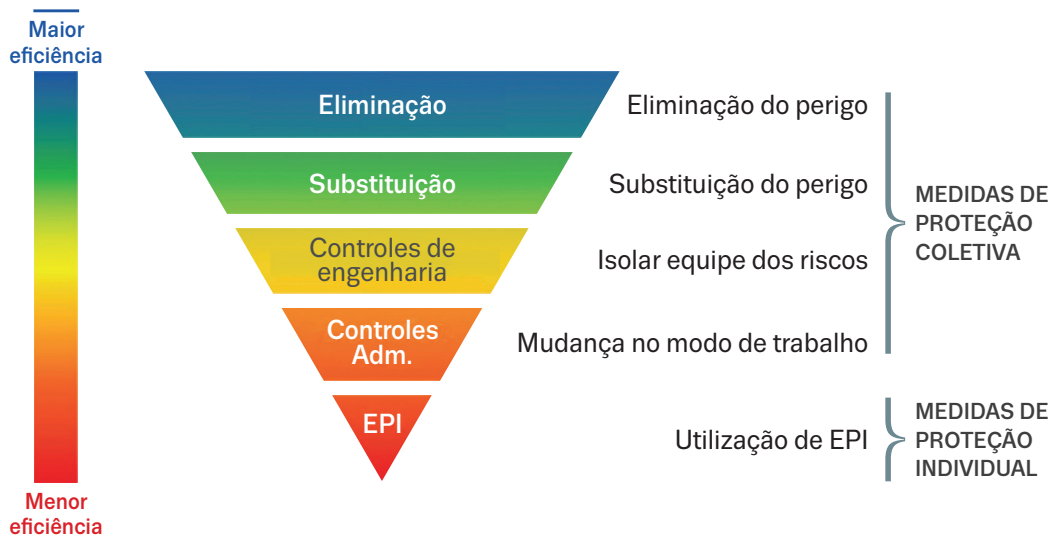 Maior
eficiência
Eliminação
Eliminação do perigo
Substituição
Substituição do perigo
Controles de
engenharia
Isolar equipe dos riscos
Controles
Adm.
Mudança no modo de trabalho
MEDIDAS DE
PROTEÇÃO
COLETIVA
EPI
Utilização de EPI
MEDIDAS DE
PROTEÇÃO
INDIVIDUAL
Menor
eficiência